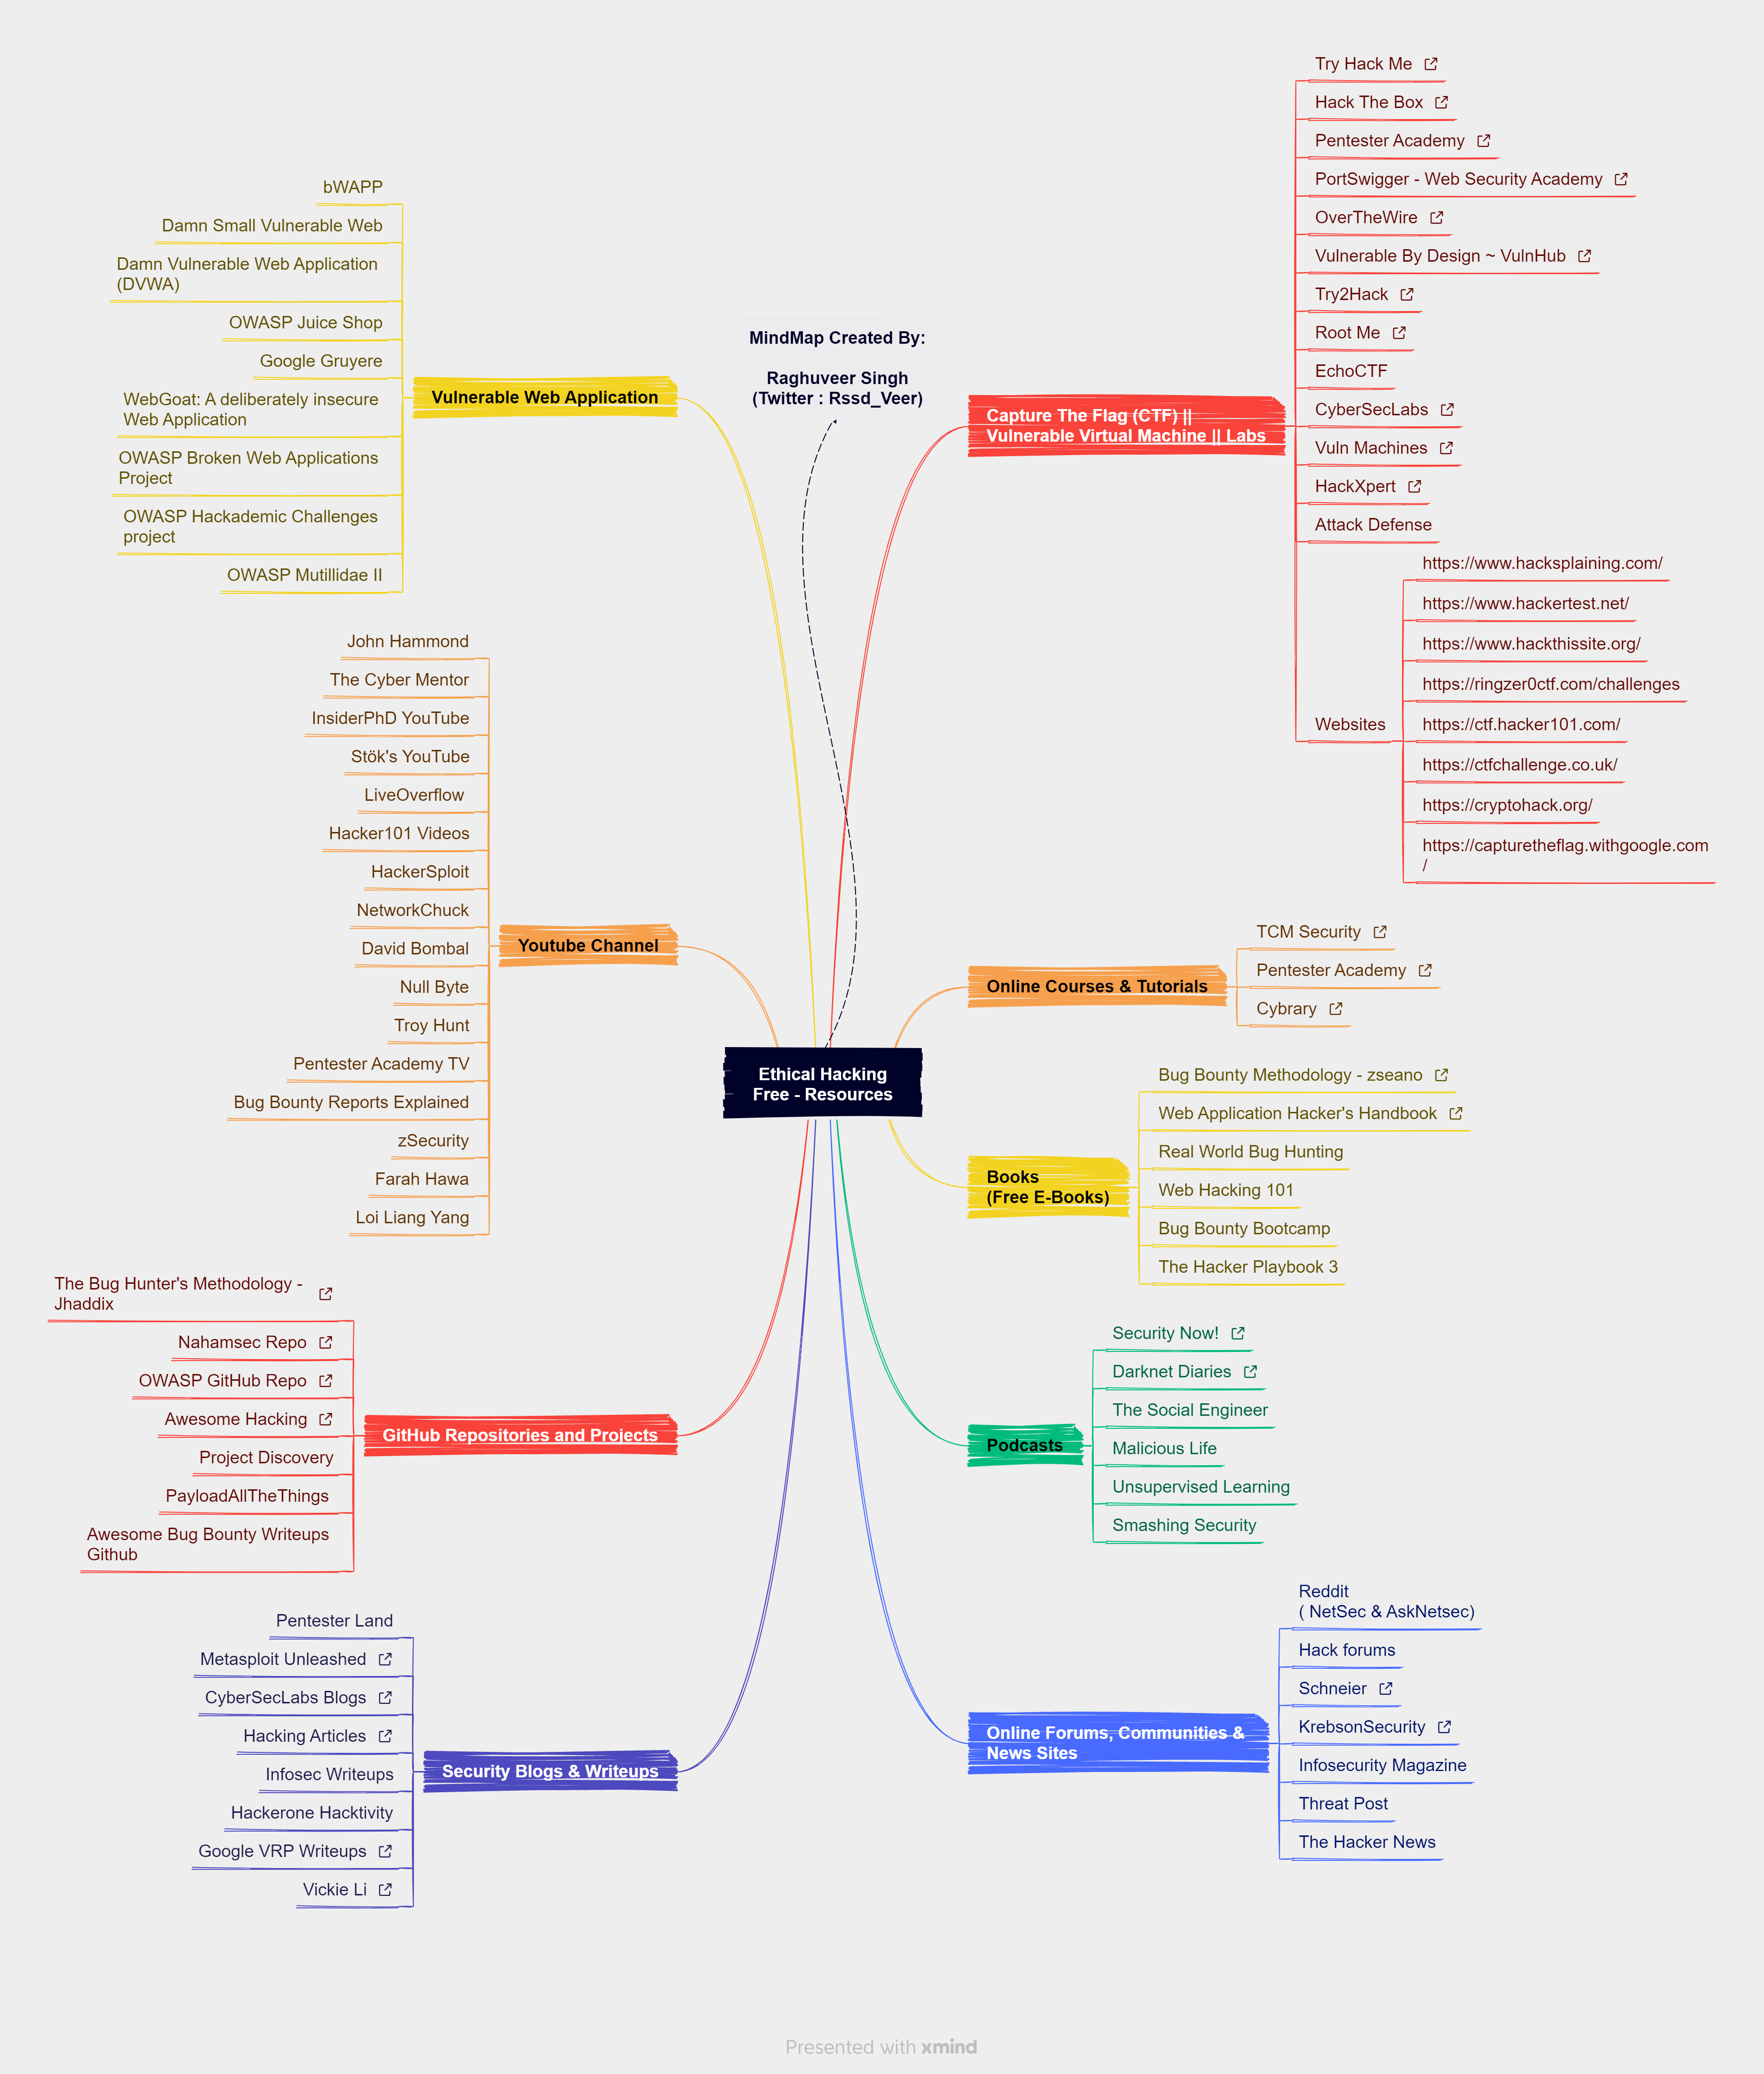 MindMap Created By:
Raghuveer Singh
(Twitter : Rssd_Veer)
Ethical Hacking
Free - Resources
Capture The Flag (CTF) ||
Vulnerable Virtual Machine || Labs
Try Hack Me
Hack The Box
Pentester Academy
PortSwigger - Web Security Academy
OverTheWire
Vulnerable By Design ~ VulnHub
Try2Hack
Root Me
EchoCTF
CyberSecLabs
Vuln Machines
HackXpert
Attack Defense
Websites
https://www.hacksplaining.com/
https://www.hackertest.net/
https://www.hackthissite.org/
https://ringzer0ctf.com/challenges
https://ctf.hacker101.com/
https://ctfchallenge.co.uk/
https://cryptohack.org/
https://capturetheflag.withgoogle.com
/
Online Courses & Tutorials
TCM Security
Pentester Academy
Cybrary
Books
(Free E-Books)
Bug Bounty Methodology - zseano
Web Application Hacker's Handbook
Real World Bug Hunting
Web Hacking 101
Bug Bounty Bootcamp
The Hacker Playbook 3
Podcasts
Security Now!
Darknet Diaries
The Social Engineer
Malicious Life
Unsupervised Learning
Smashing Security
Online Forums, Communities &
News Sites
Reddit
( NetSec & AskNetsec)
Hack forums
Schneier
KrebsonSecurity
Infosecurity Magazine
Threat Post
The Hacker News
Vulnerable Web Application
bWAPP
Damn Small Vulnerable Web
Damn Vulnerable Web Application
(DVWA)
OWASP Juice Shop
Google Gruyere
WebGoat: A deliberately insecure
Web Application
OWASP Broken Web Applications
Project
OWASP Hackademic Challenges
project
OWASP Mutillidae II
Youtube Channel
John Hammond
The Cyber Mentor
InsiderPhD YouTube
Stök's YouTube
LiveOverflow
Hacker101 Videos
HackerSploit
NetworkChuck
David Bombal
Null Byte
Troy Hunt
Pentester Academy TV
Bug Bounty Reports Explained
zSecurity
Farah Hawa
Loi Liang Yang
GitHub Repositories and Projects
The Bug Hunter's Methodology -
Jhaddix
Nahamsec Repo
OWASP GitHub Repo
Awesome Hacking
Project Discovery
PayloadAllTheThings
Awesome Bug Bounty Writeups
Github
Security Blogs & Writeups
Pentester Land
Metasploit Unleashed
CyberSecLabs Blogs
Hacking Articles
Infosec Writeups
Hackerone Hacktivity
Google VRP Writeups
Vickie Li
Presented with xmind